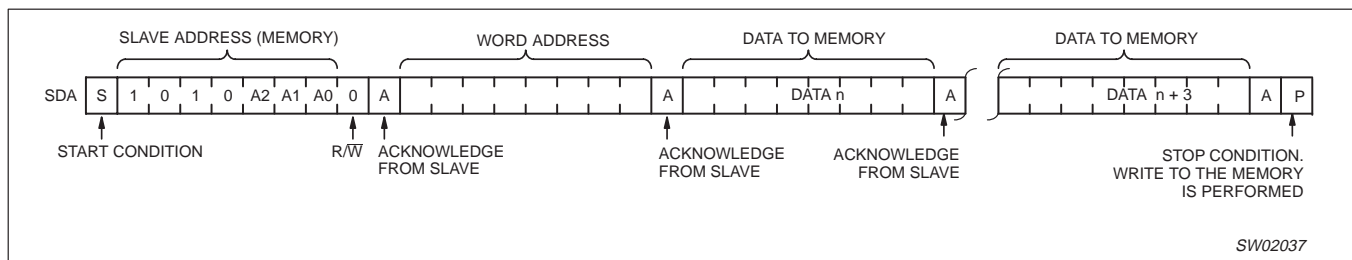 SLAVE ADDRESS (MEMORY) WORD ADDRESS DATA TO MEMORY DATA TO MEMORY
SDA S 1 0 1 0 A2 A1 A0 0 A A DATA n A DATA n + 3 A P
START CONDITION R/W̅ ACKNOWLEDGE FROM SLAVE ACKNOWLEDGE FROM SLAVE ACKNOWLEDGE FROM SLAVE STOP CONDITION. WRITE TO THE MEMORY IS PERFORMED
SW02037